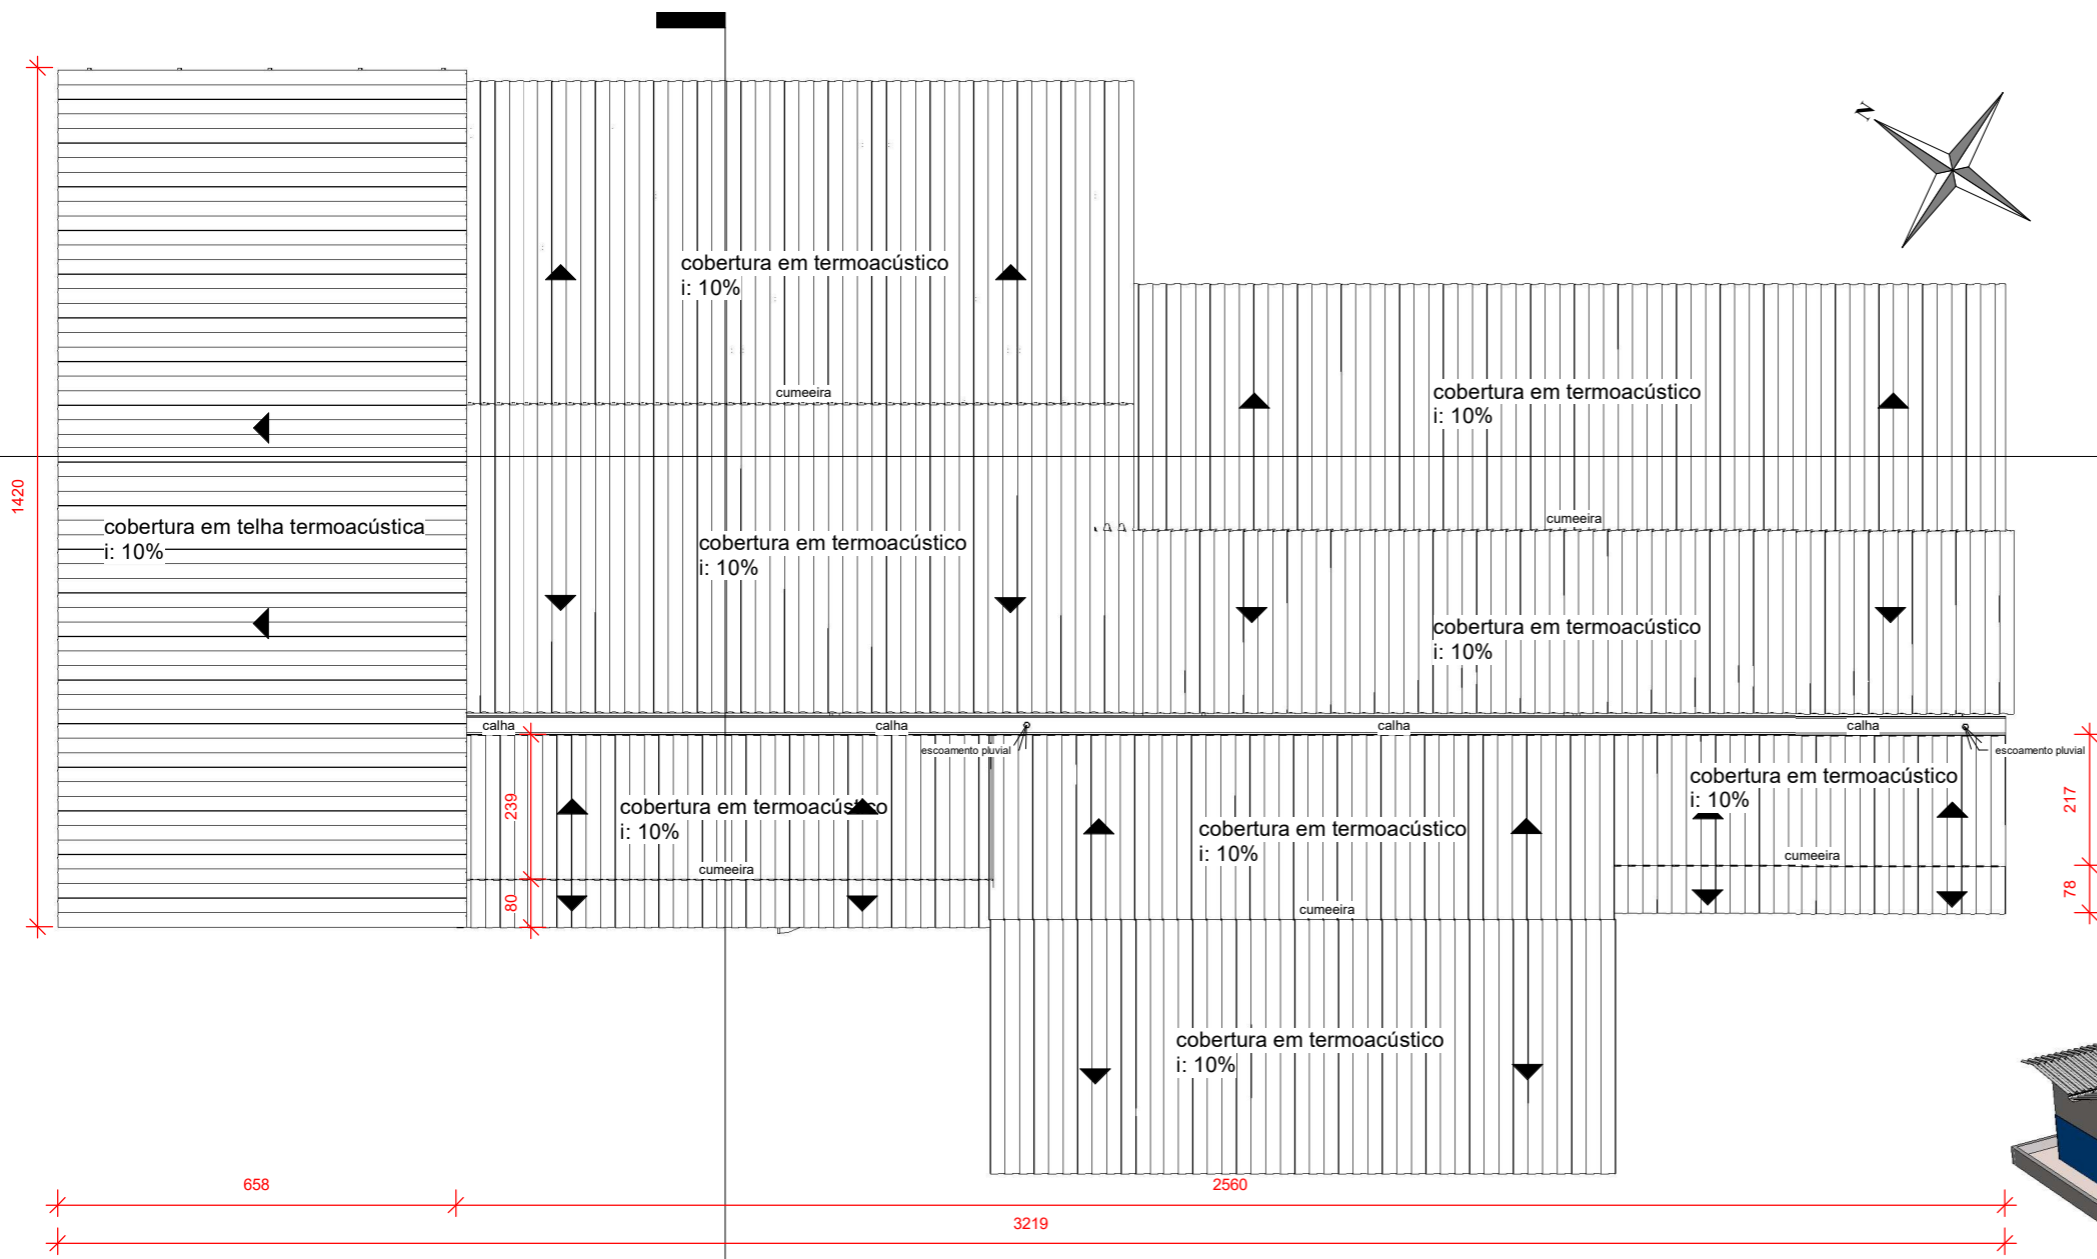 N
cobertura em termoacústico
i: 10%
cumeeira
cobertura em termoacústico
i: 10%
1420
cobertura em telha termoacústica
i: 10%
cumeeira
cobertura em termoacústico
i: 10%
cobertura em termoacústico
i: 10%
calha
calha
calha
calha
escoamento pluvial
escoamento pluvial
239
cobertura em termoacústico
i: 10%
cobertura em termoacústico
i: 10%
cobertura em termoacústico
i: 10%
217
cumeeira
cumeeira
80
78
cumeeira
cobertura em termoacústico
i: 10%
658
2560
3219